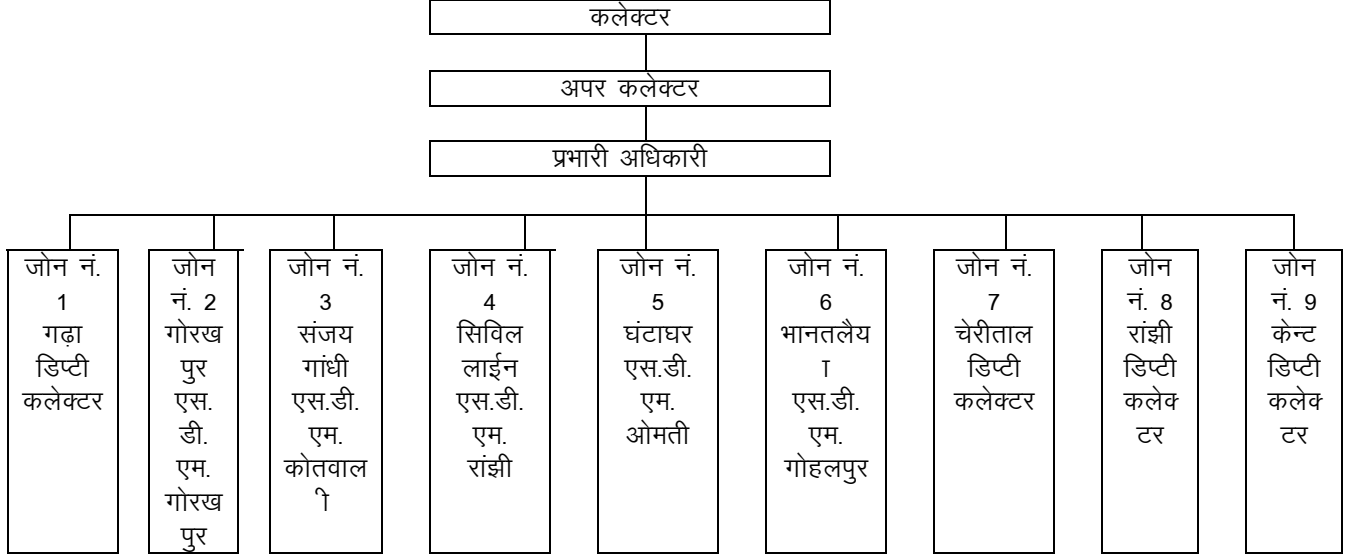 कलेक्टर
अपर कलेक्टर
प्रभारी अधिकारी
जोन नं.
1
गढ़ा
डिप्टी
कलेक्टर
जोन
नं. 2
गोरख
पुर
एस.
डी.
एम.
गोरख
पुर
जोन नं.
3
संजय
गांधी
एस.डी.
एम.
कोतवाल
ी
जोन नं.
4
सिविल
लाईन
एस.डी.
एम.
रांझी
जोन नं.
5
घंटाघर
एस.डी.
एम.
ओमती
जोन नं.
6
भानतलैय
ा
एस.डी.
एम.
गोहलपुर
जोन नं.
7
चेरीताल
डिप्टी
कलेक्टर
जोन
नं. 8
रांझी
डिप्टी
कलेक्
टर
जोन
नं. 9
केन्ट
डिप्टी
कलेक्
टर